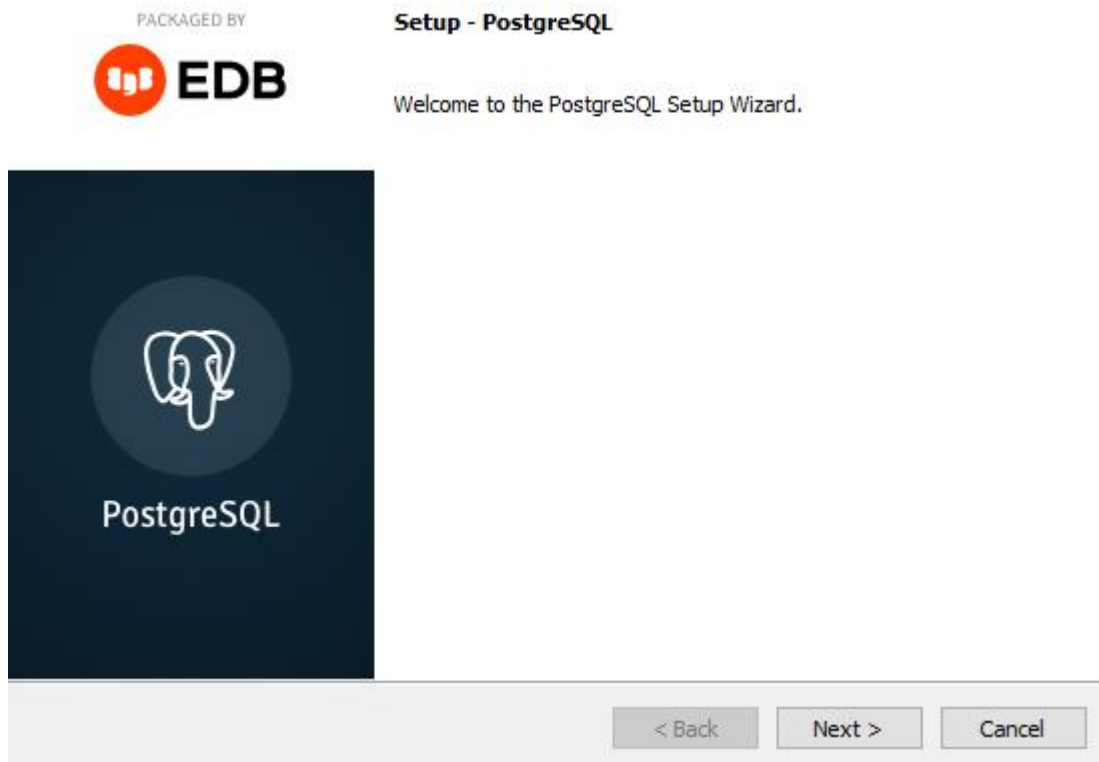 PACKAGED BY
EDB
Setup - PostgreSQL
Welcome to the PostgreSQL Setup Wizard.
PostgreSQL
< Back
Next >
Cancel